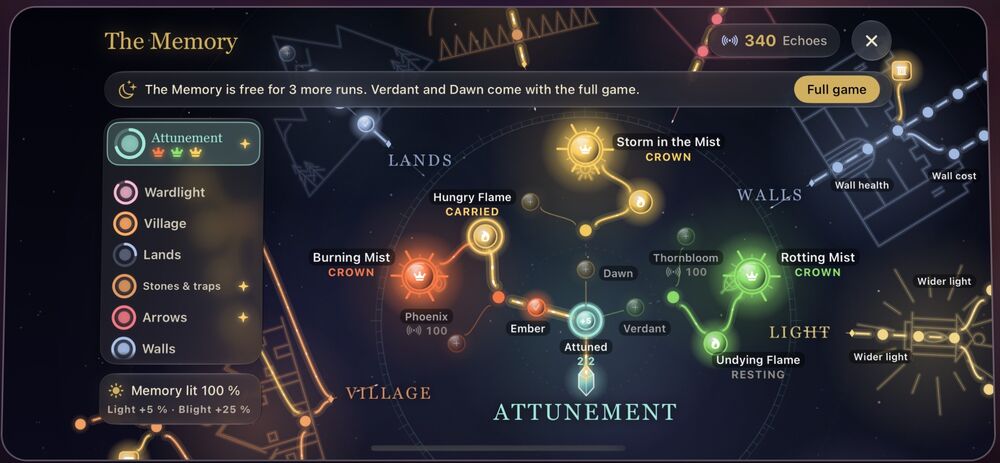 The Memory
340 Echoes
The Memory is free for 3 more runs. Verdant and Dawn come with the full game.
Full game
Attunement
Wardlight
Village
Lands
Stones & traps
Arrows
Walls
Memory lit 100 %
Light +5 % · Blight +25 %
LANDS
Storm in the Mist
CROWN
WALLS
Wall health
Wall cost
Hungry Flame
CARRIED
Burning Mist
CROWN
Dawn
Thornbloom
100
Rotting Mist
CROWN
Phoenix
100
Ember
+5
Verdant
Attuned
2/2
Undying Flame
RESTING
LIGHT
Wider light
Wider light
VILLAGE
ATTUNEMENT